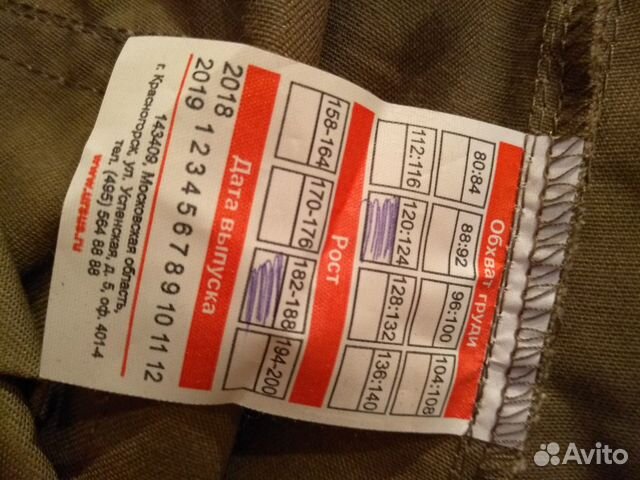 Обхват груди
80:84 88:92 96:100 104:108
112:116 120:124 128:132 136:140
Рост
158-164 170-176 182-188 194-200
Дата выпуска
2018
2019 1 2 3 4 5 6 7 8 9 10 11 12
143409, Московская область,
г. Красногорск, ул. Успенская, д. 5, оф. 401-4
тел. (495) 564 88 88
Avito